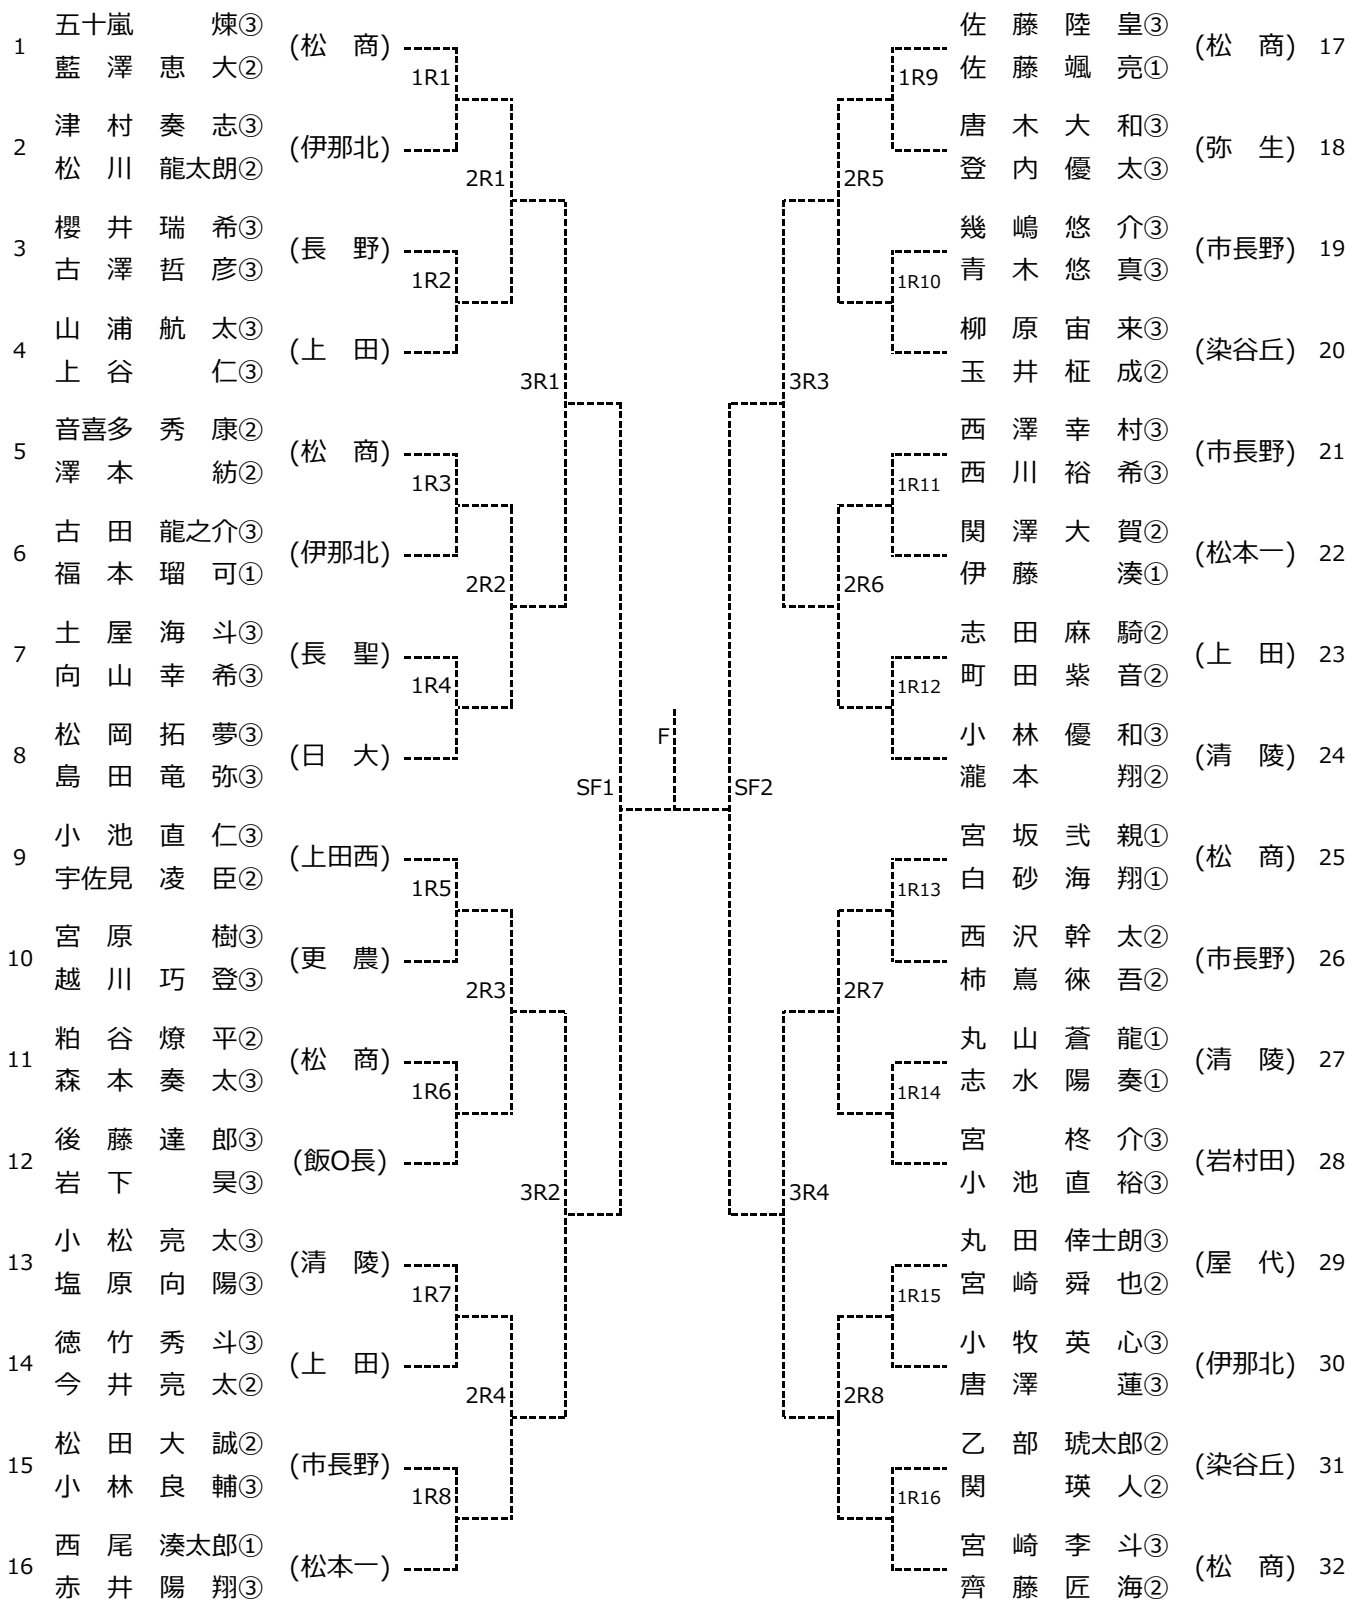 1 五十嵐 煉③ (松 商)
藍 澤 恵 大②
1R1
2 津 村 奏 志③ (伊那北)
松 川 龍太朗②
2R1
3 櫻 井 瑞 希③ (長 野)
古 澤 哲 彦③
1R2
4 山 浦 航 太③ (上 田)
上 谷 仁③
3R1
5 音喜多 秀 康② (松 商)
澤 本 紡②
1R3
6 古 田 龍之介③ (伊那北)
福 本 瑠 可①
2R2
7 土 屋 海 斗③ (長 聖)
向 山 幸 希③
1R4
8 松 岡 拓 夢③ (日 大)
島 田 竜 弥③
SF1
9 小 池 直 仁③ (上田西)
宇佐見 凌 臣②
1R5
10 宮 原 樹③ (更 農)
越 川 巧 登③
2R3
11 粕 谷 燎 平② (松 商)
森 本 奏 太③
1R6
12 後 藤 達 郎③ (飯O長)
岩 下 昊③
3R2
13 小 松 亮 太③ (清 陵)
塩 原 向 陽③
1R7
14 徳 竹 秀 斗③ (上 田)
今 井 亮 太②
2R4
15 松 田 大 誠② (市長野)
小 林 良 輔③
1R8
16 西 尾 湊太郎① (松本一)
赤 井 陽 翔③
F
佐 藤 陸 皇③ (松 商) 17
佐 藤 颯 亮①
1R9
唐 木 大 和③ (弥 生) 18
登 内 優 太③
2R5
幾 嶋 悠 介③ (市長野) 19
青 木 悠 真③
1R10
柳 原 宙 来③ (染谷丘) 20
玉 井 柾 成②
3R3
西 澤 幸 村③ (市長野) 21
西 川 裕 希③
1R11
関 澤 大 賀② (松本一) 22
伊 藤 湊①
2R6
志 田 麻 騎② (上 田) 23
町 田 紫 音②
1R12
小 林 優 和③ (清 陵) 24
瀧 本 翔②
SF2
宮 坂 弐 親① (松 商) 25
白 砂 海 翔①
1R13
西 沢 幹 太② (市長野) 26
柿 嶌 徠 吾②
2R7
丸 山 蒼 龍① (清 陵) 27
志 水 陽 奏①
1R14
宮 柊 介③ (岩村田) 28
小 池 直 裕③
3R4
丸 田 倖士朗③ (屋 代) 29
宮 崎 舜 也②
1R15
小 牧 英 心③ (伊那北) 30
唐 澤 蓮③
2R8
乙 部 琥太郎② (染谷丘) 31
関 瑛 人②
1R16
宮 崎 李 斗③ (松 商) 32
齊 藤 匠 海②